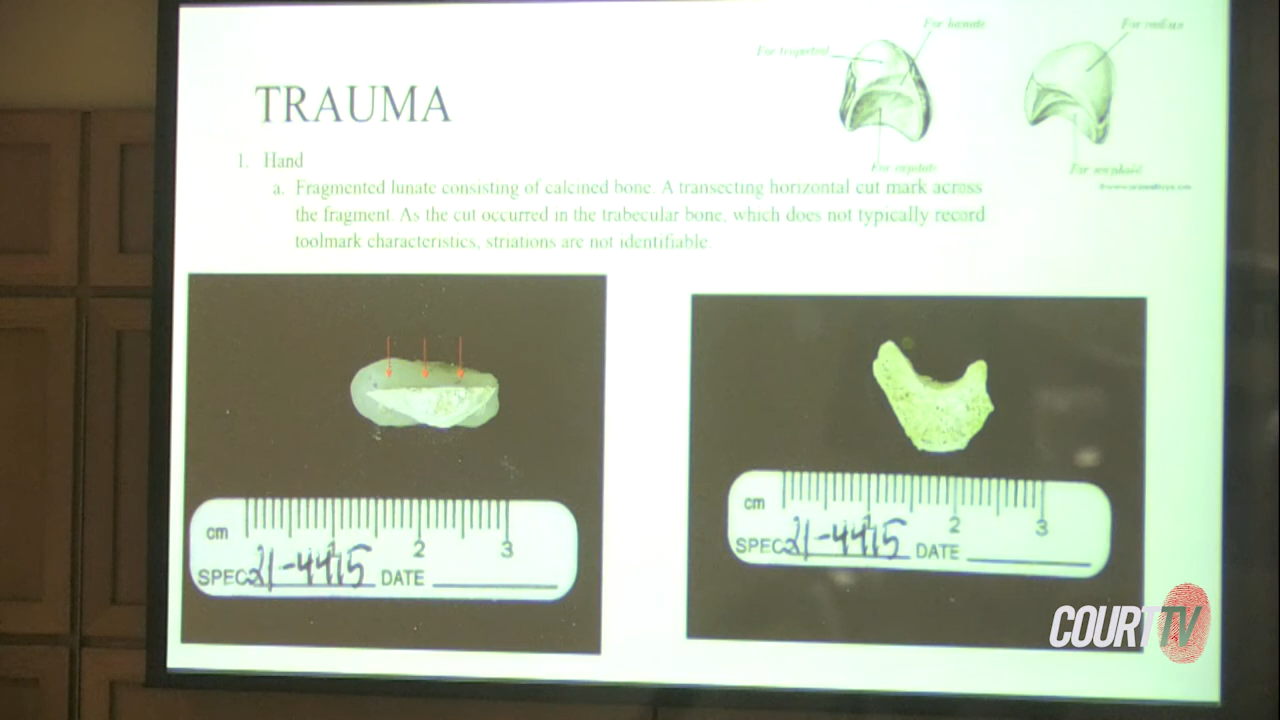 For lunate
For radius
For trapezoid
TRAUMA
1. Hand
a. Fragmented lunate consisting of calcined bone. A transecting horizontal cut mark across
the fragment. As the cut occurred in the trabecular bone, which does not typically record
toolmark characteristics, striations are not identifiable.
For capitate
For scaphoid
cm
1 2 3
SPEC 21-4415 DATE
cm
1 2 3
SPEC 21-4415 DATE
COURT TV